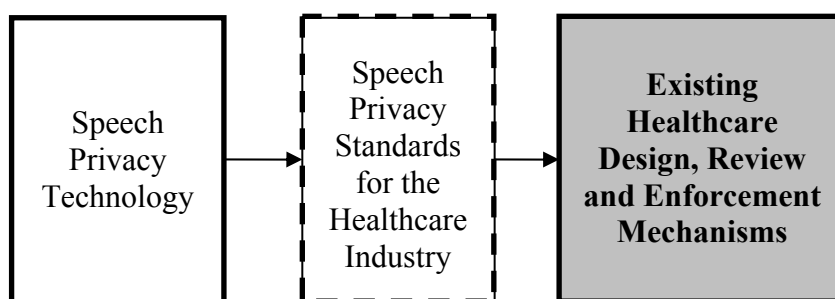 Speech
Privacy
Technology
Speech
Privacy
Standards
for the
Healthcare
Industry
Existing
Healthcare
Design, Review
and Enforcement
Mechanisms